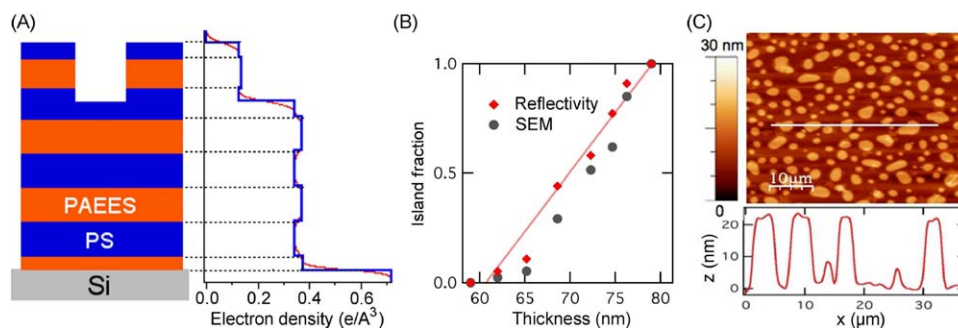 (A)
PAEES
PS
Si
0.0 0.2 0.4 0.6
Electron density (e/A³)
(B)
Island fraction
1.0
0.5
0.0
Reflectivity
SEM
60 65 70 75 80
Thickness (nm)
(C)
30 nm
0
10µm
z (nm)
20
10
0
0 10 20 30
x (µm)